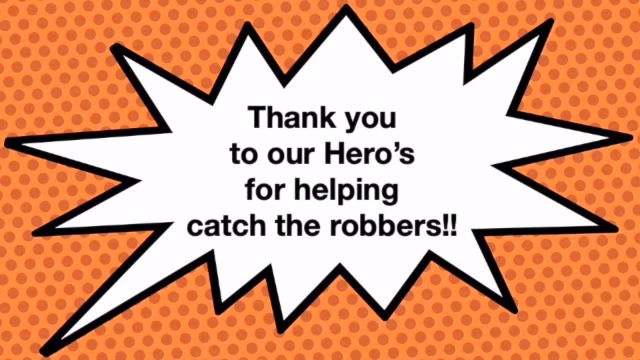 Thank you
to our Hero’s
for helping
catch the robbers!!